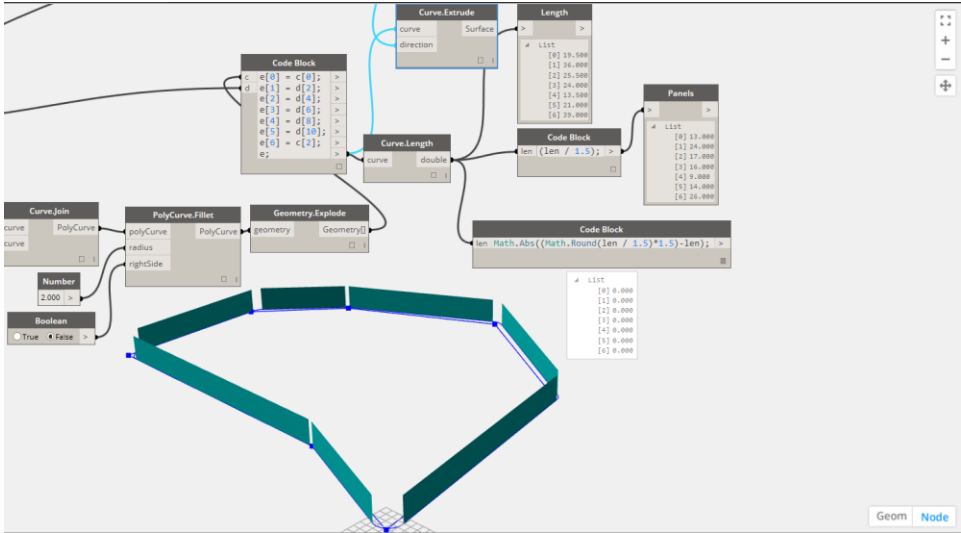 Curve.Extrude
curve
Surface
direction
Length
>
>
List
[0] 19.500
[1] 36.000
[2] 25.500
[3] 24.000
[4] 13.500
[5] 21.000
[6] 39.000
Code Block
c e[0] = c[0]; >
d e[1] = d[2]; >
e[2] = d[4]; >
e[3] = d[6]; >
e[4] = d[8]; >
e[5] = d[10]; >
e[6] = c[2]; >
e; >
Panels
>
>
List
[0] 13.000
[1] 24.000
[2] 17.000
[3] 16.000
[4] 9.000
[5] 14.000
[6] 26.000
Curve.Length
curve
double
Code Block
len (len / 1.5); >
Curve.Join
curve
PolyCurve
curve
PolyCurve.Fillet
polyCurve
PolyCurve
radius
rightSide
Geometry.Explode
geometry
Geometry[]
Code Block
len Math.Abs((Math.Round(len / 1.5)*1.5)-len); >
List
[0] 0.000
[1] 0.000
[2] 0.000
[3] 0.000
[4] 0.000
[5] 0.000
[6] 0.000
Number
2.000 >
Boolean
True False >
Geom Node